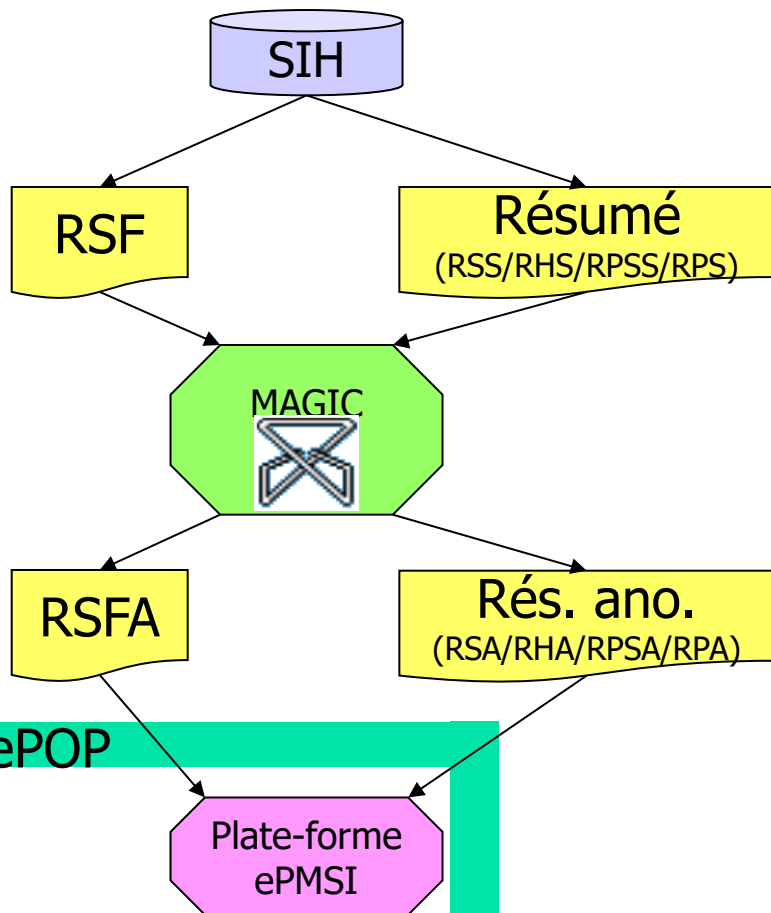 SIH
RSF
Résumé
(RSS/RHS/RPSS/RPS)
MAGIC
RSFA
Rés. ano.
(RSA/RHA/RPSA/RPA)
ePOP
Plate-forme
ePMSI